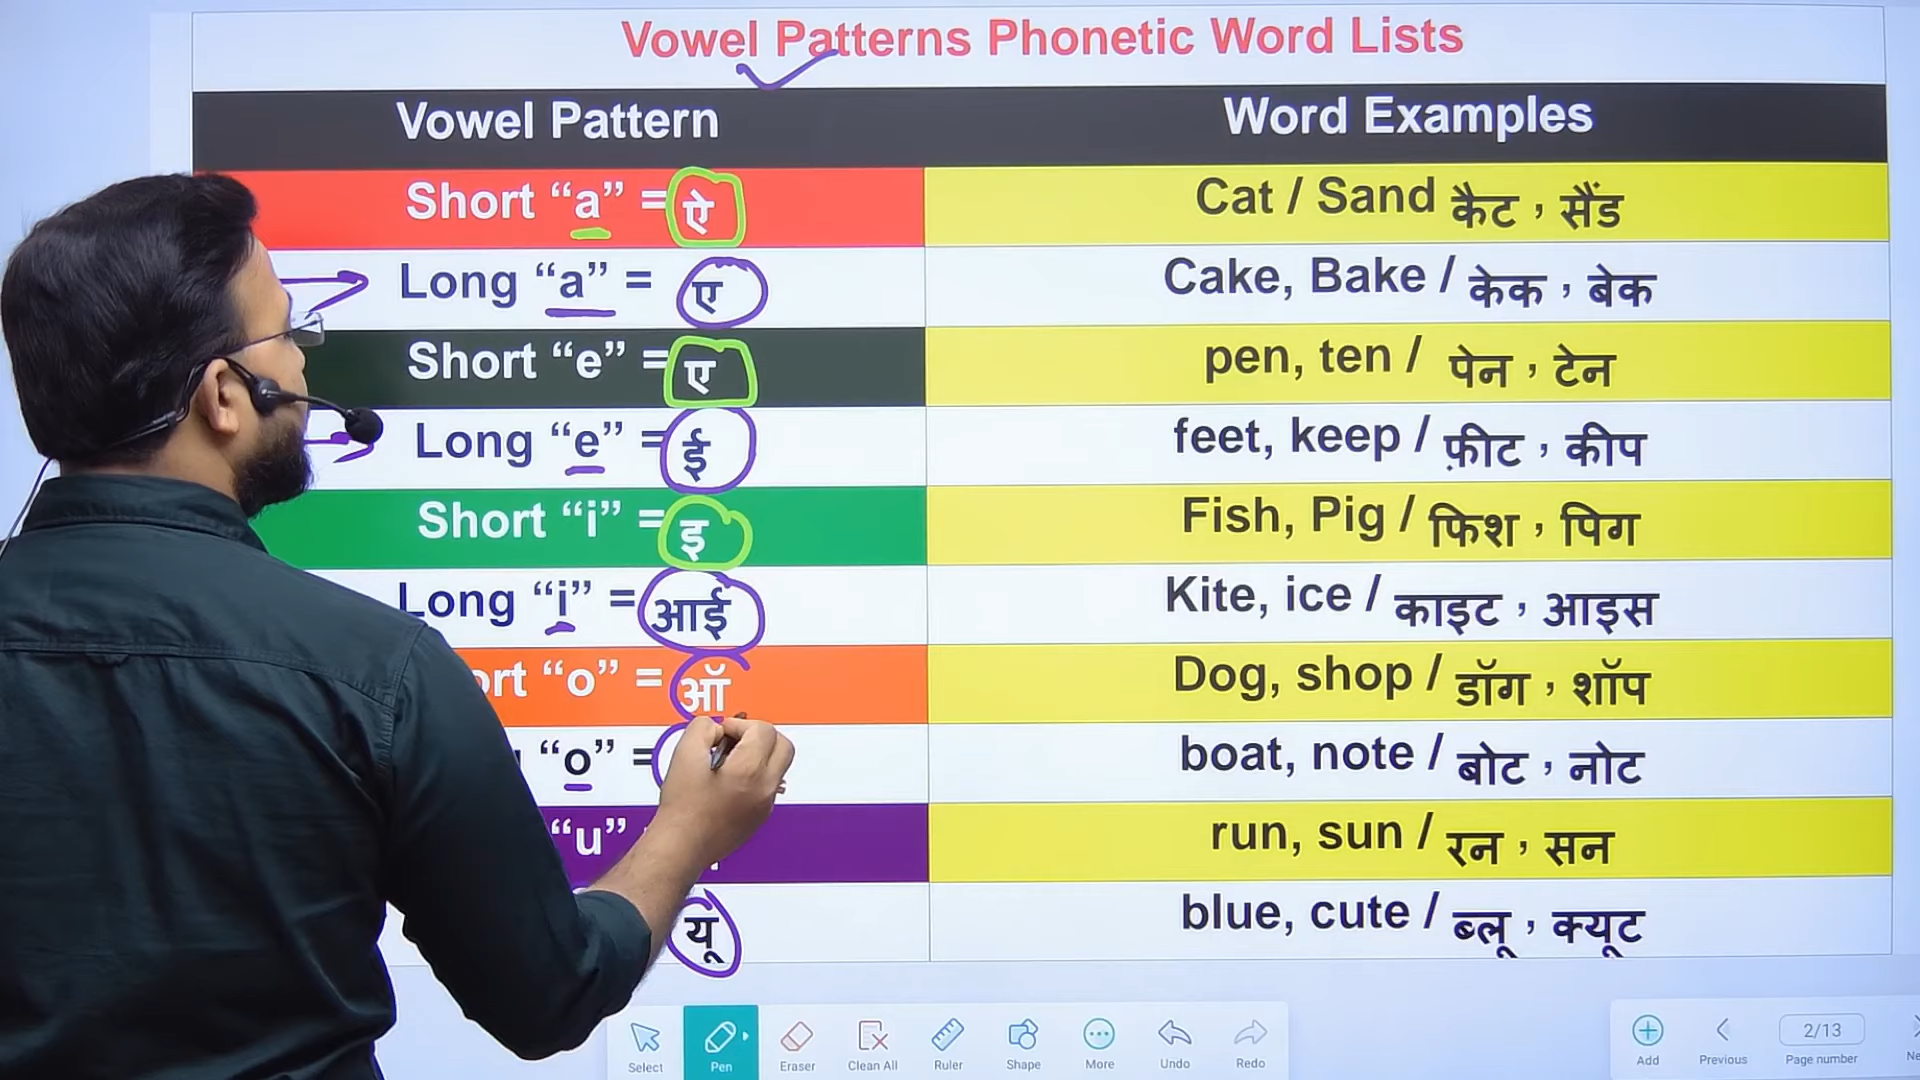 Vowel Patterns Phonetic Word Lists
Vowel Pattern Word Examples
Short “a” = ऐ Cat / Sand कैट , सैंड
Long “a” = ए Cake, Bake / केक , बेक
Short “e” = ए pen, ten / पेन , टेन
Long “e” = ई feet, keep / फ़ीट , कीप
Short “i” = इ Fish, Pig / फिश , पिग
Long “i” = आई Kite, ice / काइट , आइस
“o” = ऑ Dog, shop / डॉग , शॉप
“o” = boat, note / बोट , नोट
“u” run, sun / रन , सन
यू blue, cute / ब्लू , क्यूट
Select Pen Eraser Clean All Ruler Shape More Undo Redo Add Previous 2/13 Page number